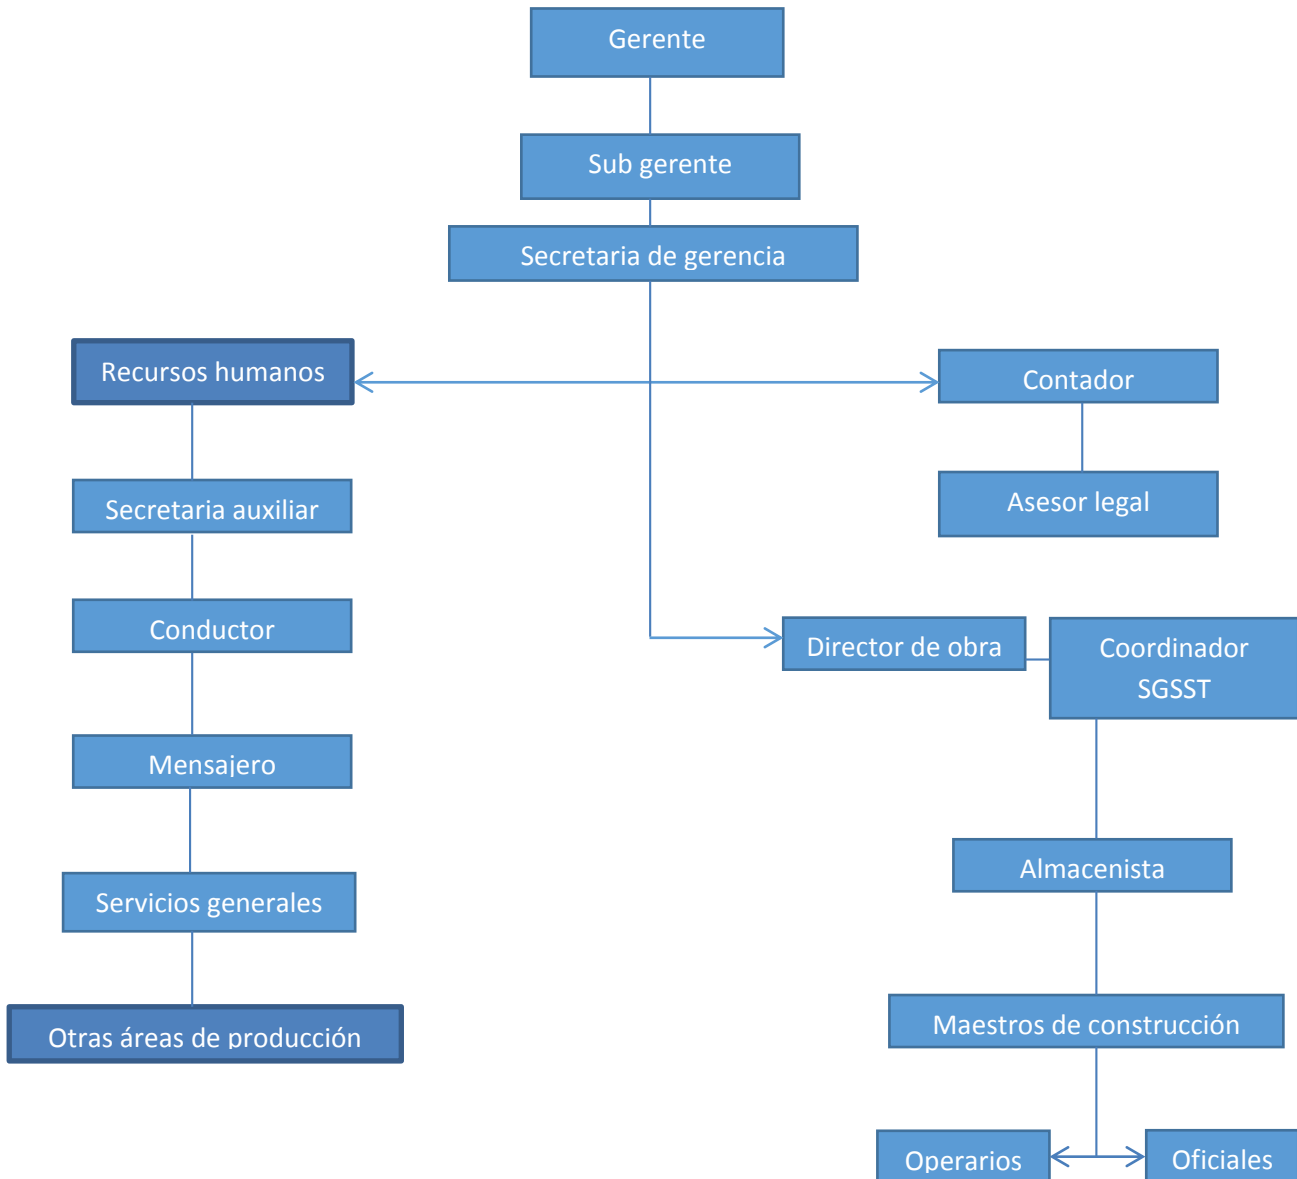 Gerente
Sub gerente
Secretaria de gerencia
Recursos humanos
Contador
Secretaria auxiliar
Asesor legal
Conductor
Director de obra
Coordinador
SGSST
Mensajero
Almacenista
Servicios generales
Maestros de construcción
Otras áreas de producción
Operarios
Oficiales